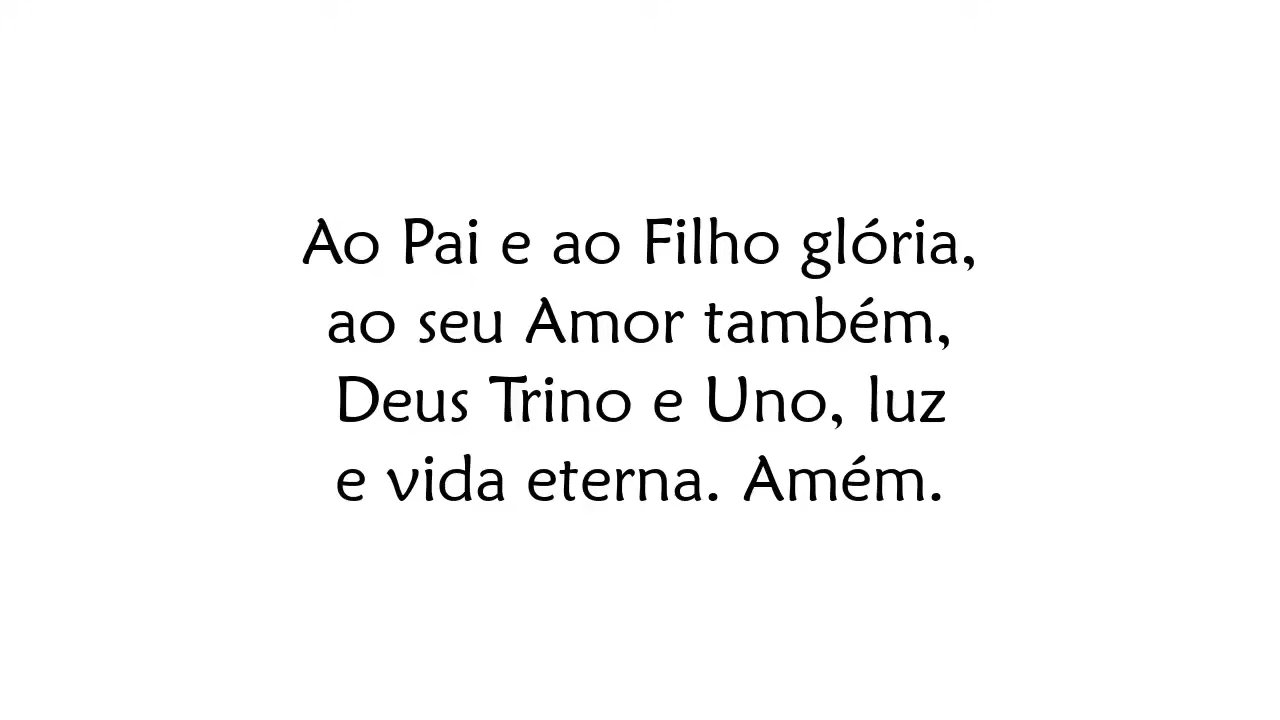 Ao Pai e ao Filho glória,
ao seu Amor também,
Deus Trino e Uno, luz
e vida eterna. Amém.